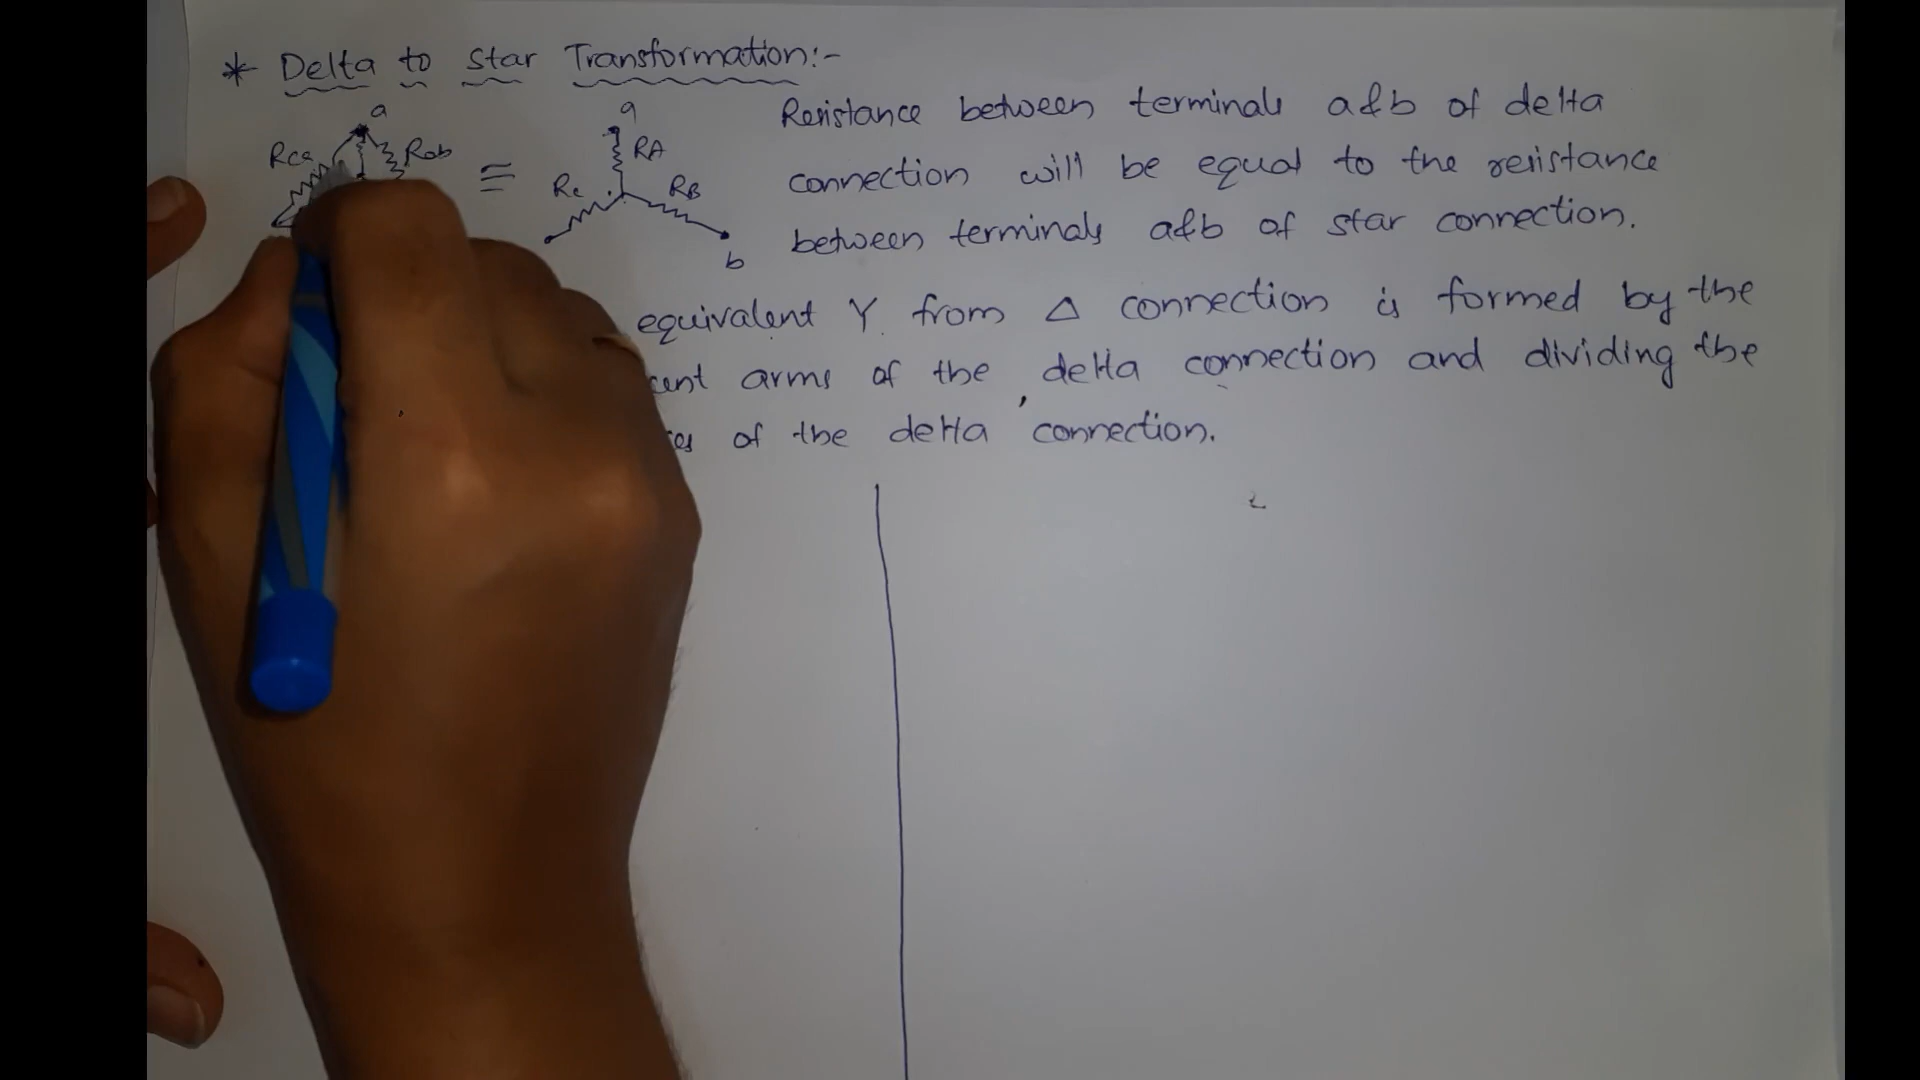 * Delta to Star Transformation:-
a
a
Resistance between terminals a&b of delta
Rca
Rab
≡
RA
Rc
RB
connection will be equal to the resistance
b
between terminals a&b of star connection.
equivalent Y from Δ connection is formed by the
arms of the delta connection and dividing the
of the delta connection.